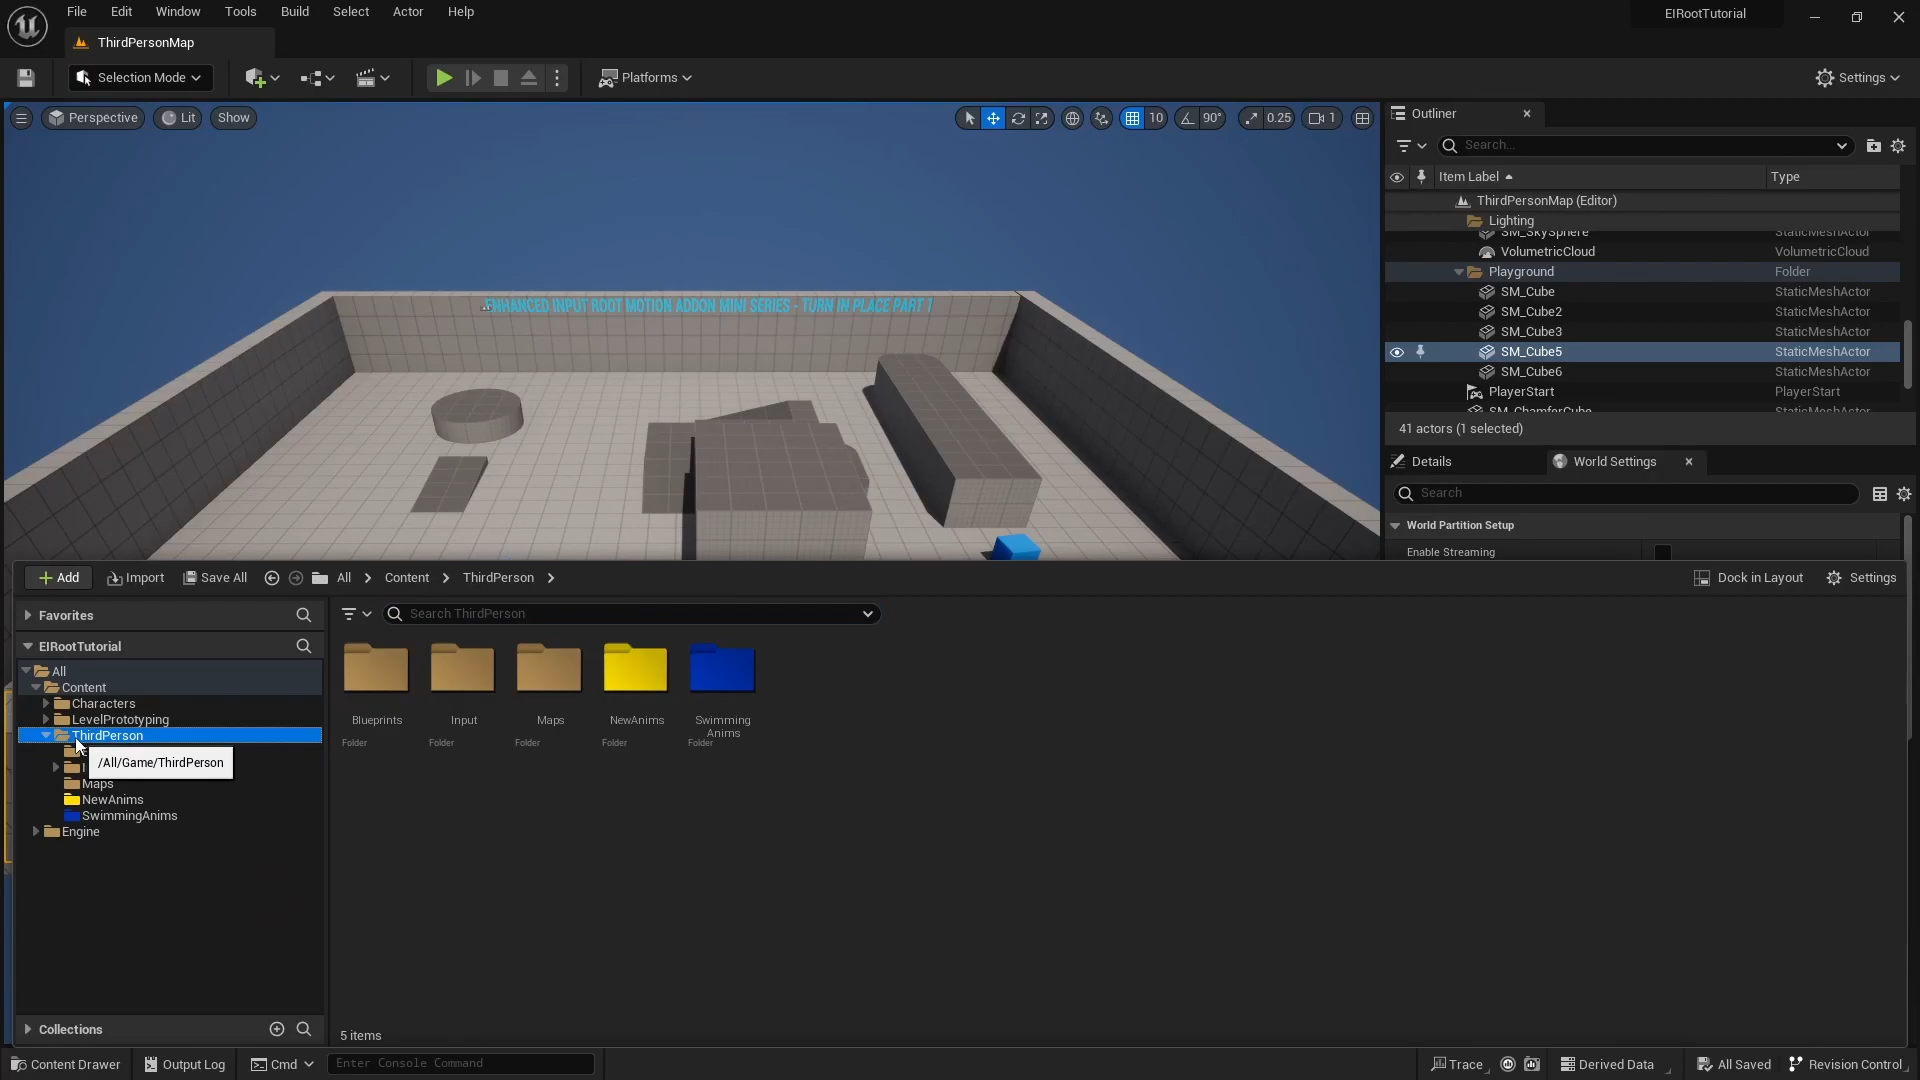 File Edit Window Tools Build Select Actor Help
EIRootTutorial
ThirdPersonMap
Selection Mode
Platforms
Settings
Perspective
Lit
Show
10
90°
0.25
1
ENHANCED INPUT ROOT MOTION ADDON MINI SERIES - TURN IN PLACE PART 1
Outliner
Search...
Item Label
Type
ThirdPersonMap (Editor)
Lighting
SM_SkySphere StaticMeshActor
VolumetricCloud VolumetricCloud
Playground Folder
SM_Cube StaticMeshActor
SM_Cube2 StaticMeshActor
SM_Cube3 StaticMeshActor
SM_Cube5 StaticMeshActor
SM_Cube6 StaticMeshActor
PlayerStart PlayerStart
SM_ChamferCube StaticMeshActor
41 actors (1 selected)
Details
World Settings
Search
World Partition Setup
Enable Streaming
Add
Import
Save All
All
Content
ThirdPerson
Dock in Layout
Settings
Favorites
EIRootTutorial
All
Content
Characters
LevelPrototyping
ThirdPerson
/All/Game/ThirdPerson
Maps
NewAnims
SwimmingAnims
Engine
Collections
Search ThirdPerson
Blueprints
Folder
Input
Folder
Maps
Folder
NewAnims
Folder
Swimming
Anims
Folder
5 items
Content Drawer
Output Log
Cmd
Enter Console Command
Trace
Derived Data
All Saved
Revision Control